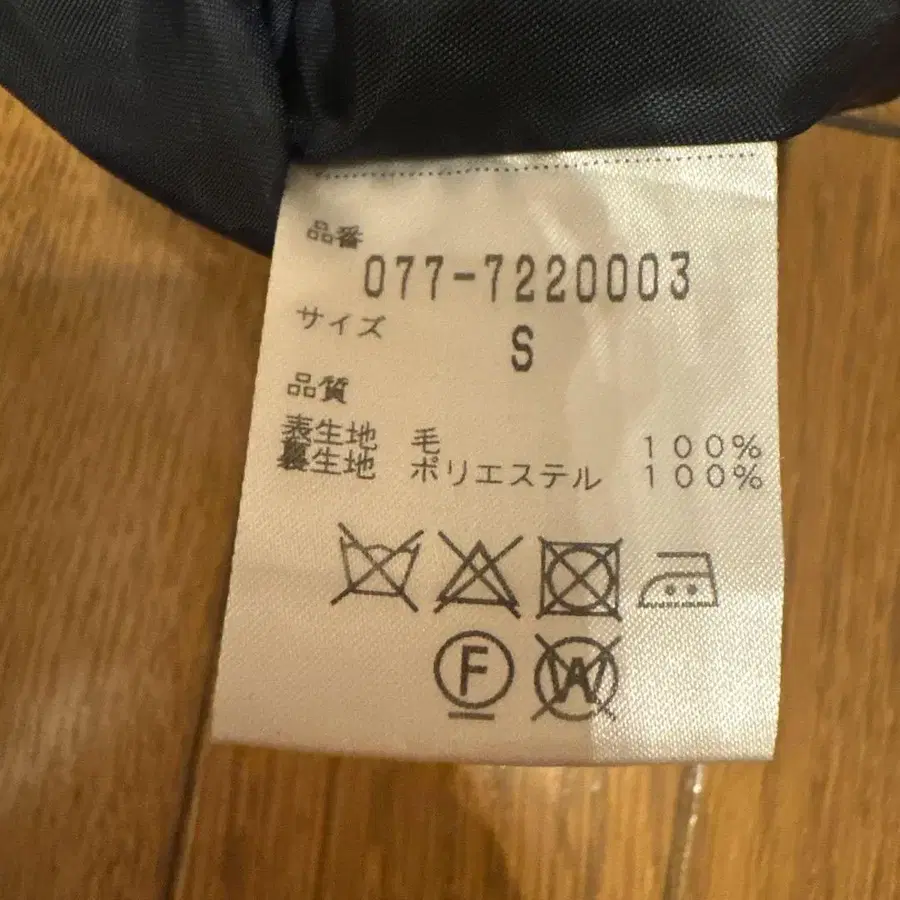 品番
077-7220003
サイズ
S
品質
表生地 毛 100%
裏生地 ポリエステル 100%
F
W